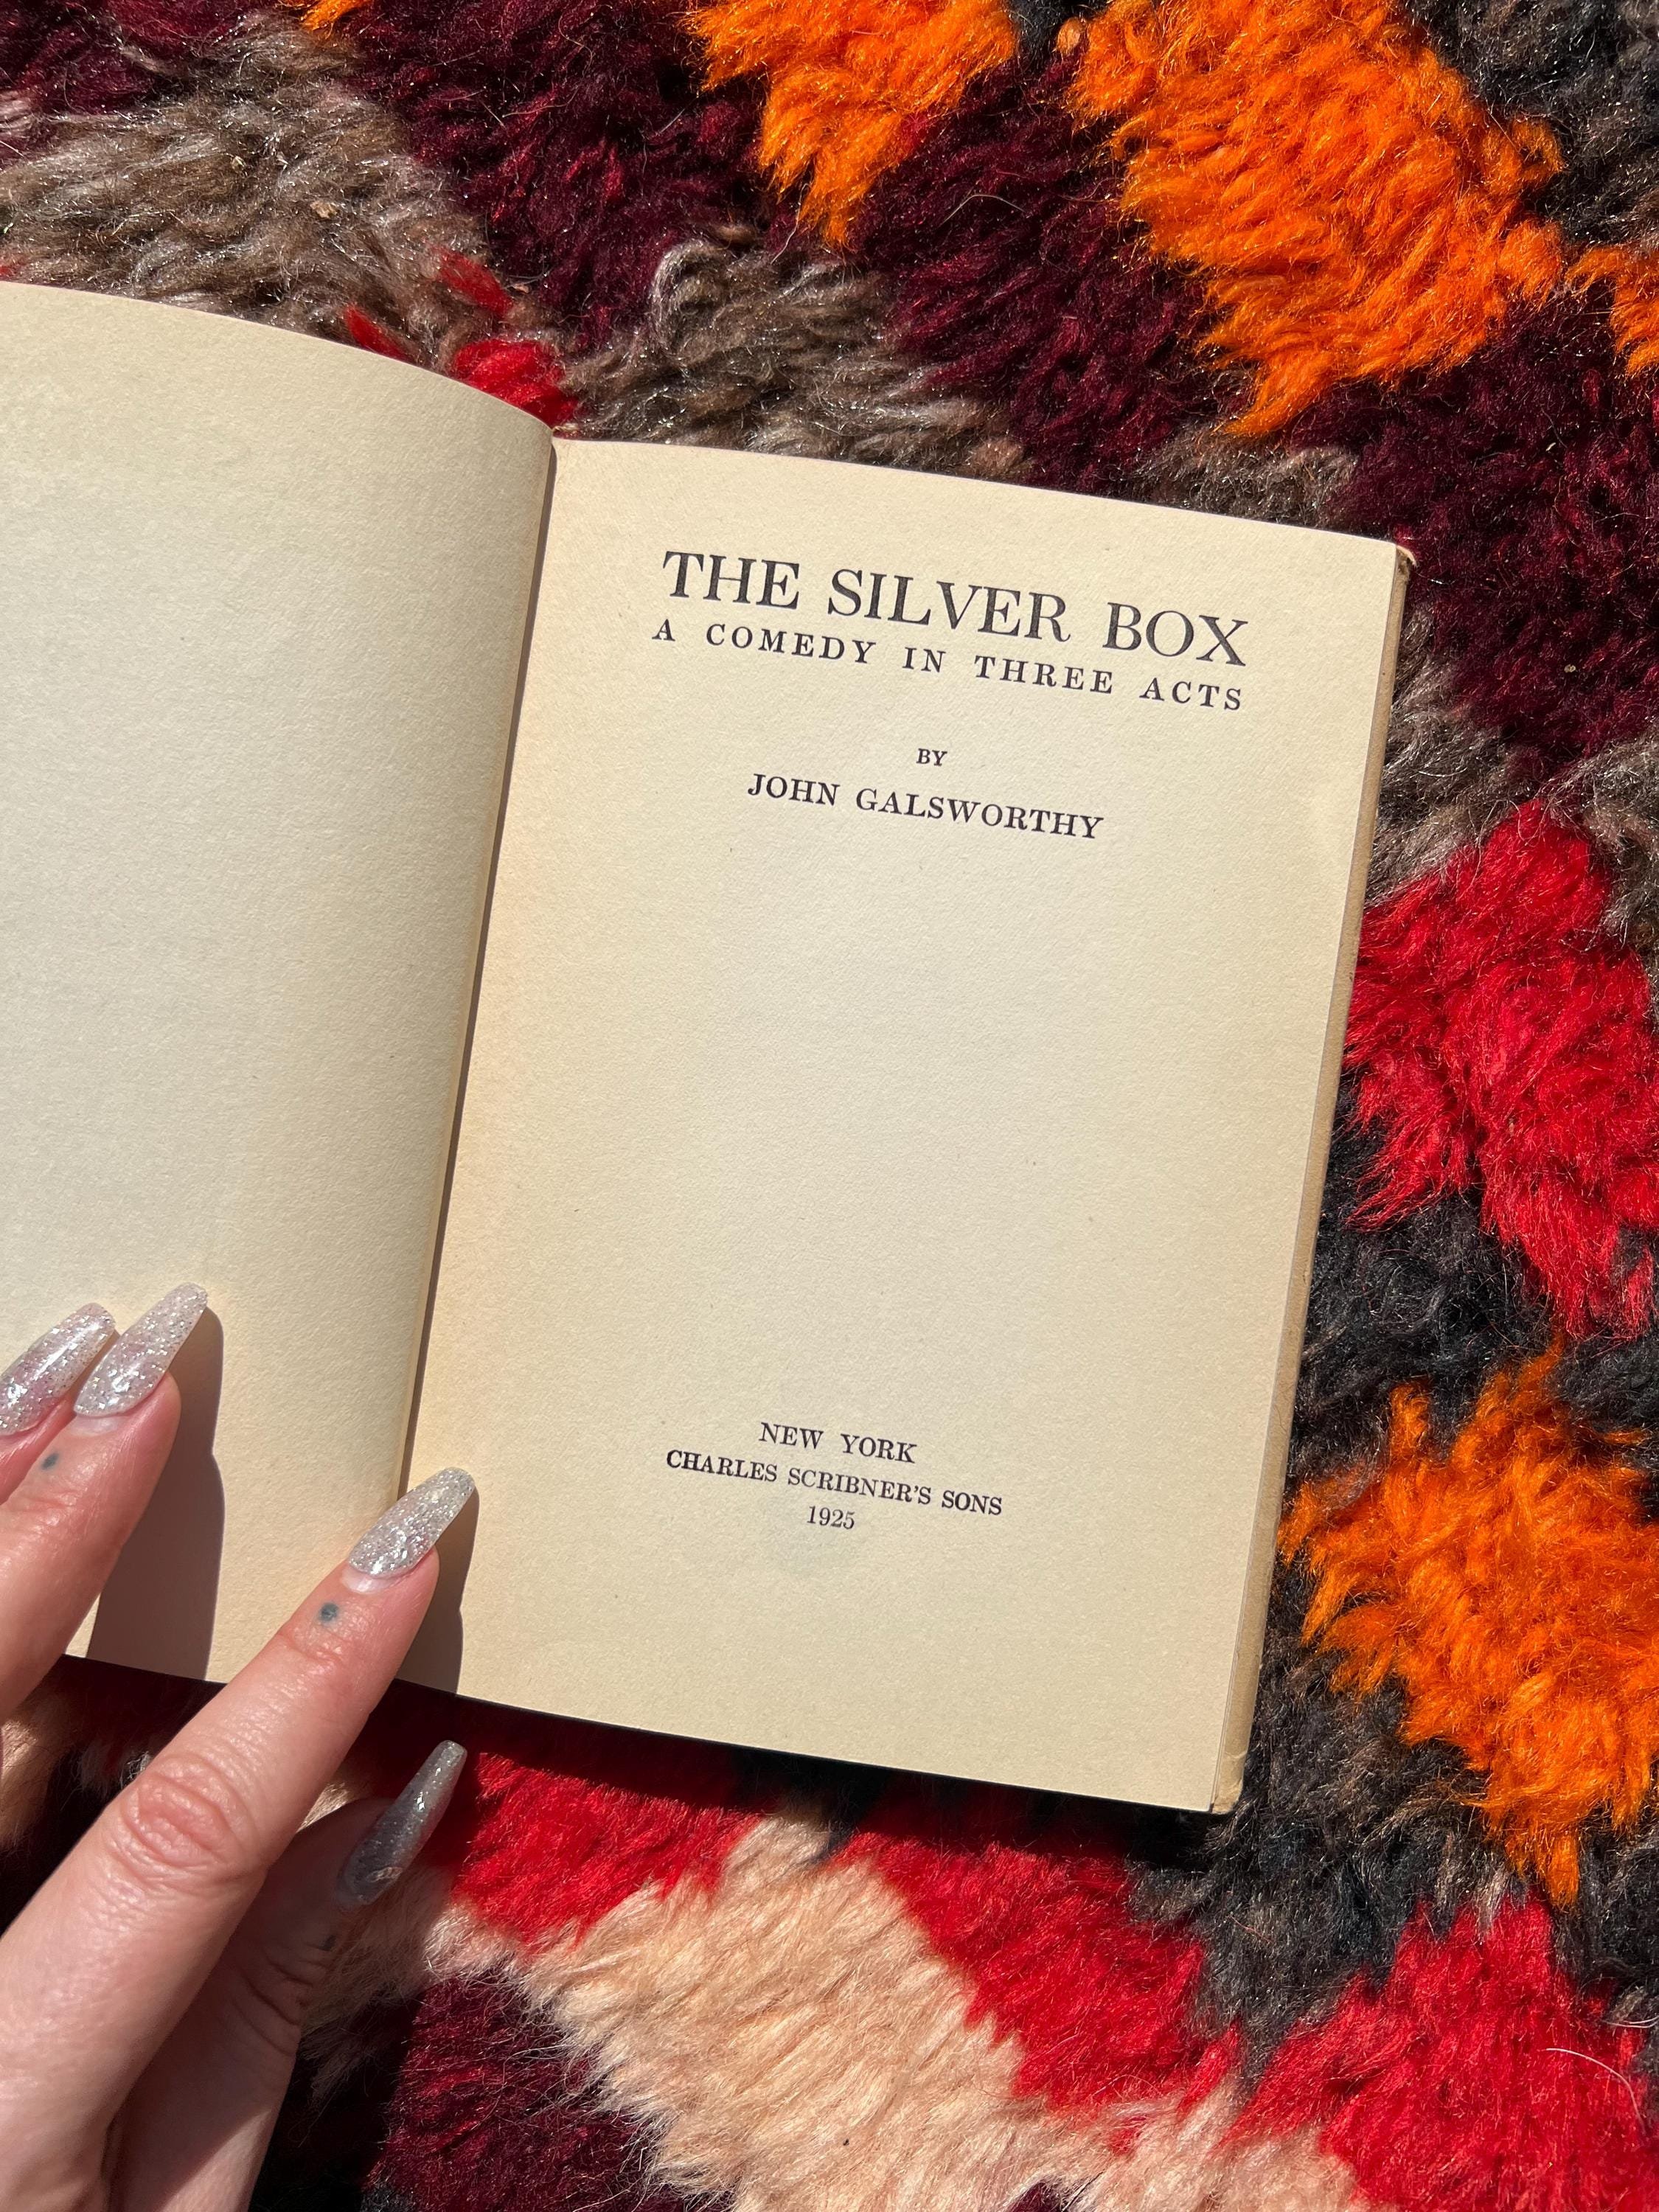 THE SILVER BOX
A COMEDY IN THREE ACTS
BY
JOHN GALSWORTHY
NEW YORK
CHARLES SCRIBNER'S SONS
1925